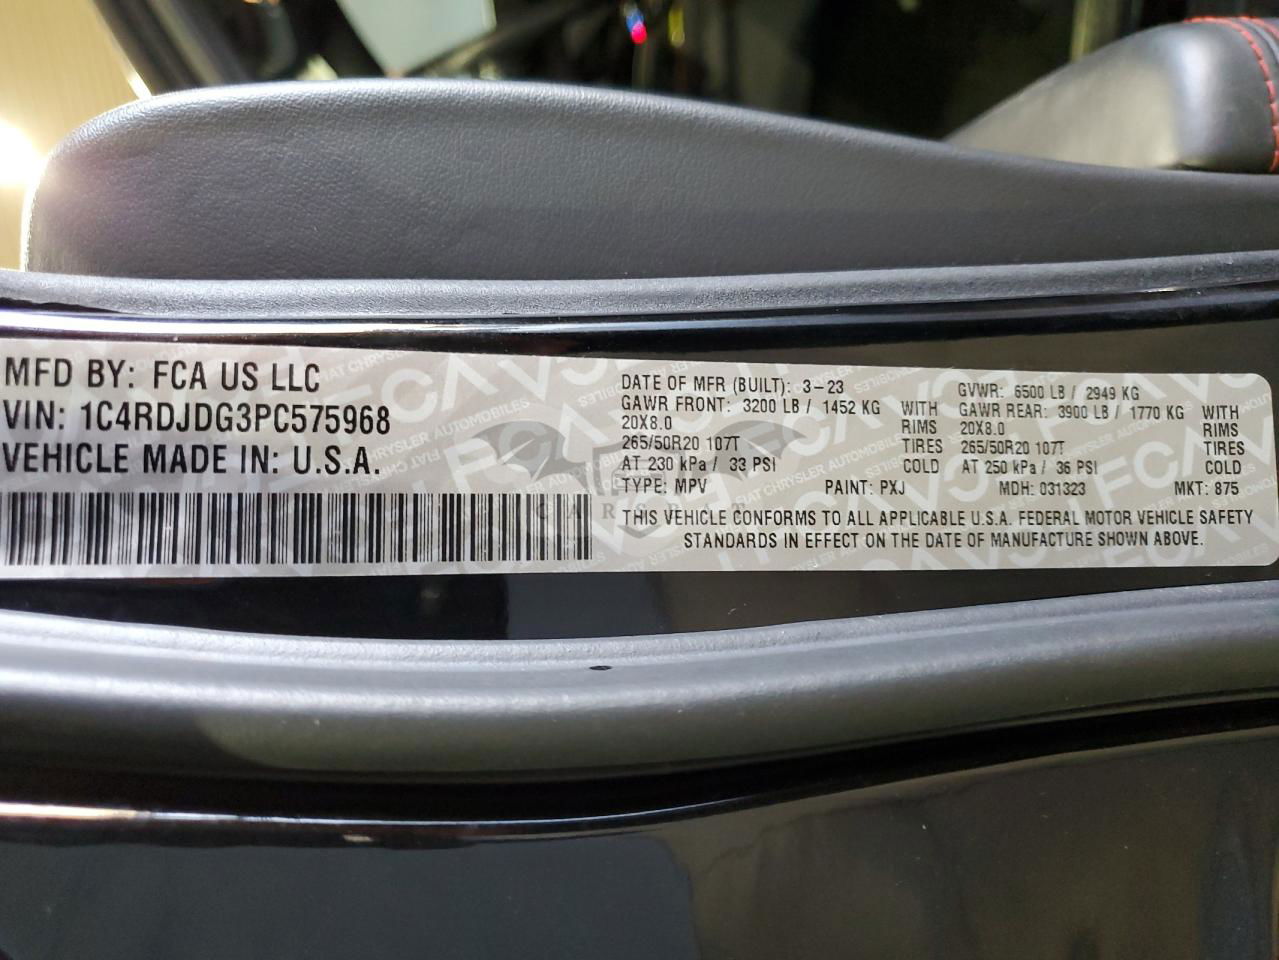 MFD BY: FCA US LLC
VIN: 1C4RDJDG3PC575968
VEHICLE MADE IN: U.S.A.
DATE OF MFR (BUILT): 3-23
GAWR FRONT: 3200 LB / 1452 KG WITH
20X8.0 RIMS
265/50R20 107T TIRES
AT 230 kPa / 33 PSI COLD
GVWR: 6500 LB / 2949 KG
GAWR REAR: 3900 LB / 1770 KG WITH
20X8.0 RIMS
265/50R20 107T TIRES
AT 250 kPa / 36 PSI COLD
TYPE: MPV PAINT: PXJ MDH: 031323 MKT: 875
THIS VEHICLE CONFORMS TO ALL APPLICABLE U.S.A. FEDERAL MOTOR VEHICLE SAFETY
STANDARDS IN EFFECT ON THE DATE OF MANUFACTURE SHOWN ABOVE.